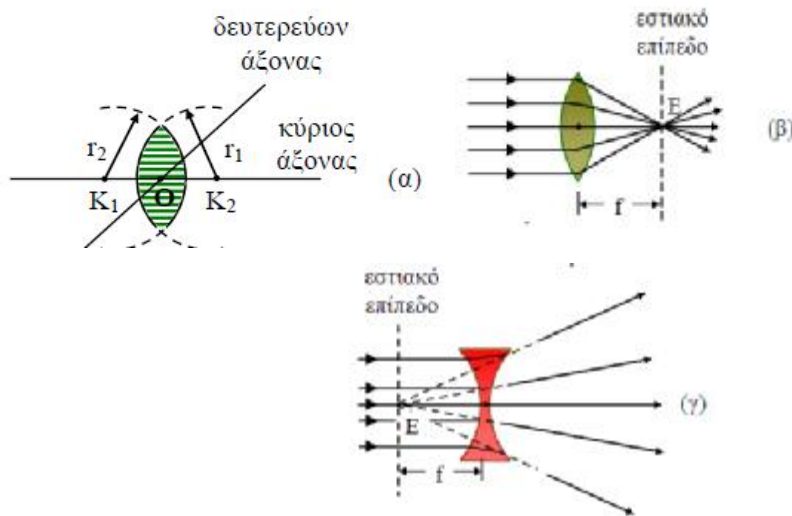 δευτερεύων
άξονας
κύριος
άξονας
r₂
r₁
K₁
O
K₂
(α)
εστιακό
επίπεδο
E
f
(β)
εστιακό
επίπεδο
E
f
(γ)